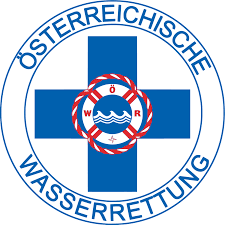 ÖSTERREICHISCHE
Ö
W R
WASSERRETTUNG